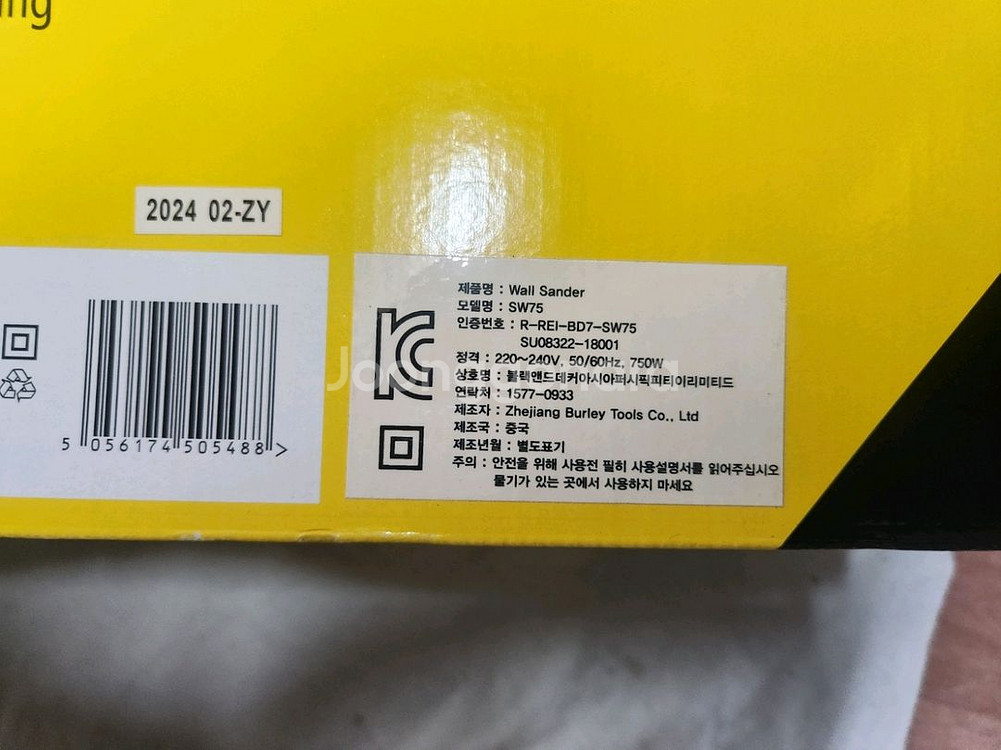 ing
2024 02-ZY
5 056174 505488 >
제품명 : Wall Sander
모델명 : SW75
인증번호 : R-REI-BD7-SW75
SU08322-18001
정격 : 220~240V, 50/60Hz, 750W
상호명 : 블랙앤드데커아시아퍼시픽피티이리미티드
연락처 : 1577-0933
제조자 : Zhejiang Burley Tools Co., Ltd
제조국 : 중국
제조년월 : 별도표기
주의 : 안전을 위해 사용전 필히 사용설명서를 읽어주십시오
물기가 있는 곳에서 사용하지 마세요